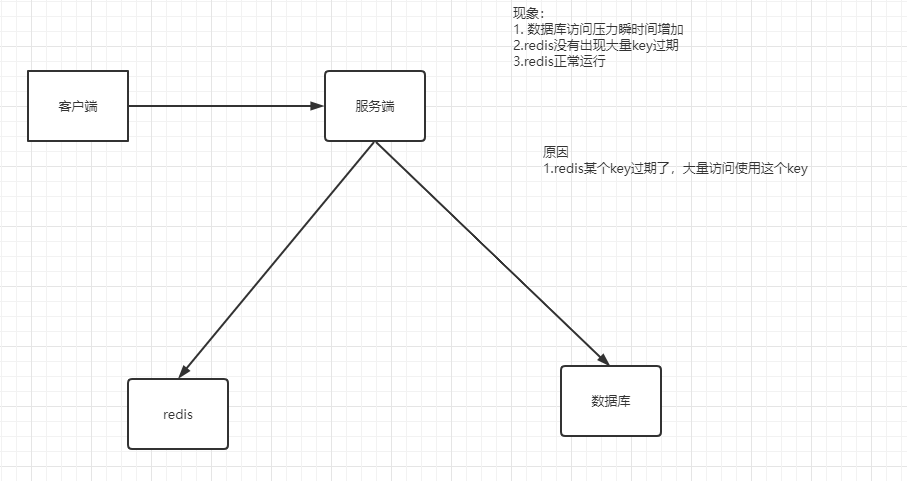 现象：
1. 数据库访问压力瞬时间增加
2.redis没有出现大量key过期
3.redis正常运行
客户端
服务端
原因
1.redis某个key过期了，大量访问使用这个key
redis
数据库